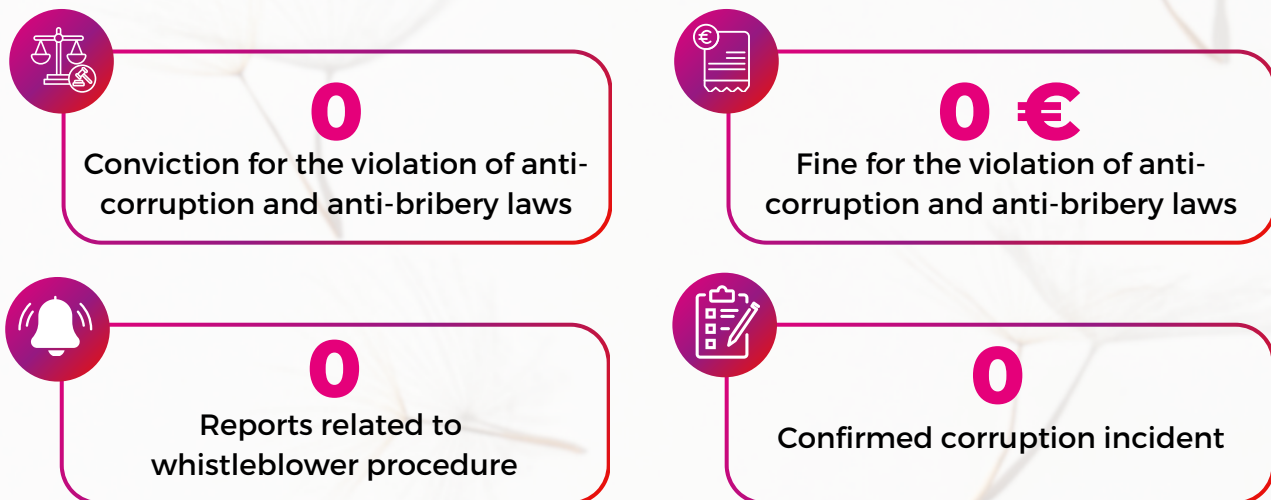 0
Conviction for the violation of anti-
corruption and anti-bribery laws
0 €
Fine for the violation of anti-
corruption and anti-bribery laws
0
Reports related to
whistleblower procedure
0
Confirmed corruption incident